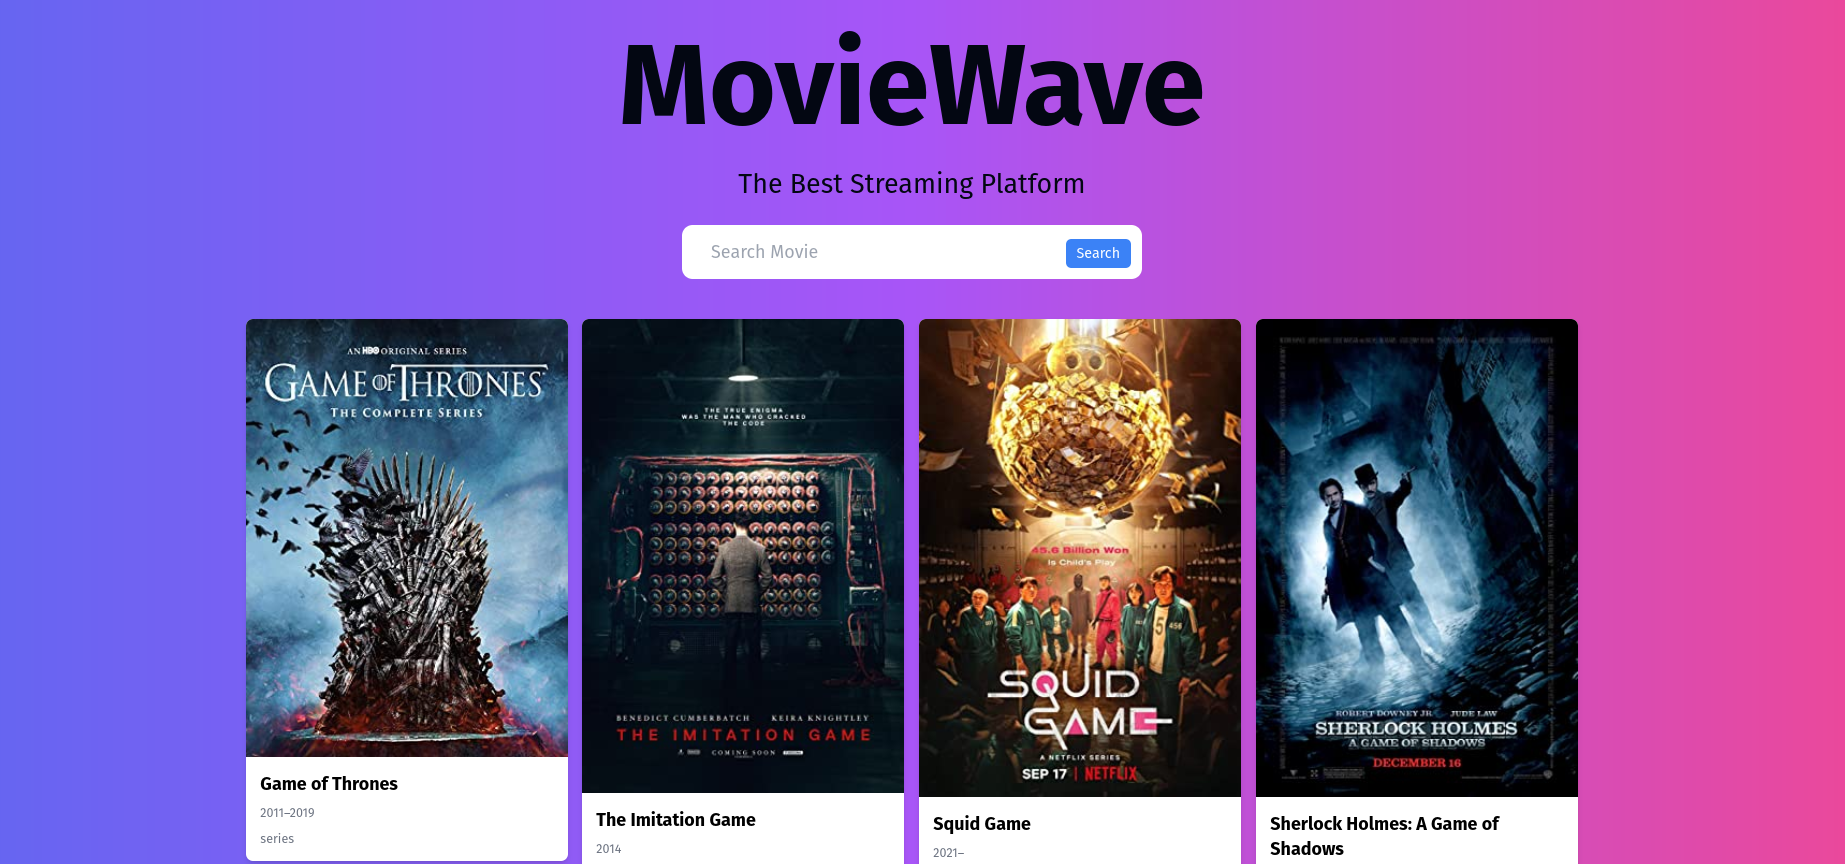 MovieWave
The Best Streaming Platform
Search Movie
Search
AN HBO ORIGINAL SERIES
GAME OF THRONES
THE COMPLETE SERIES
Game of Thrones
2011–2019
series
THE TRUE ENIGMA
WAS THE MAN WHO CRACKED
THE CODE
BENEDICT CUMBERBATCH KEIRA KNIGHTLEY
THE IMITATION GAME
COMING SOON
The Imitation Game
2014
45.6 Billion Won
Is Child's Play
5 456
SQUID
GAME
A NETFLIX SERIES
SEP 17 | NETFLIX
Squid Game
2021–
ROBERT DOWNEY JR JUDE LAW
SHERLOCK HOLMES
A GAME OF SHADOWS
DECEMBER 16
Sherlock Holmes: A Game of
Shadows